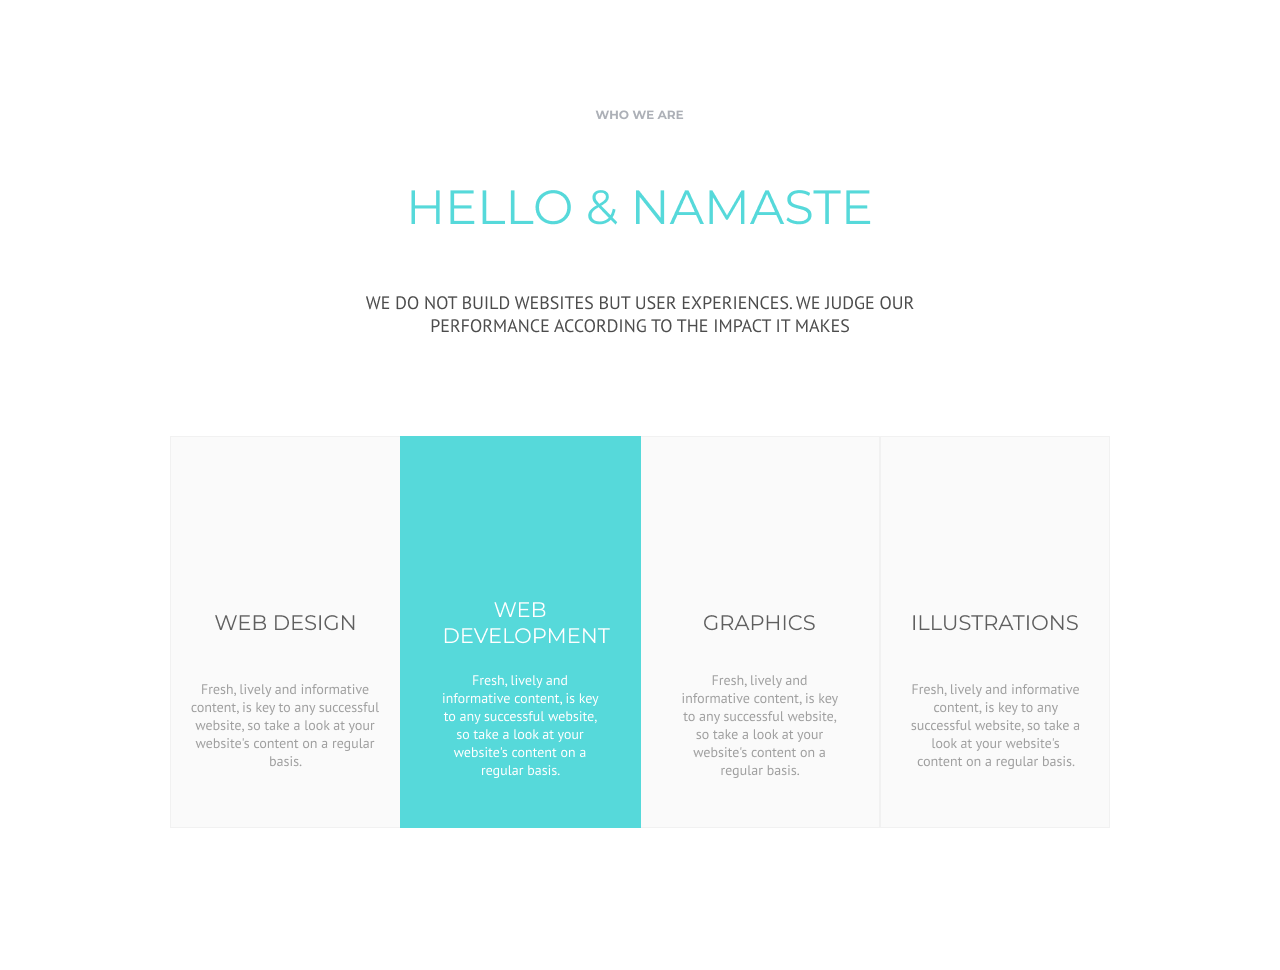 WHO WE ARE
HELLO & NAMASTE
WE DO NOT BUILD WEBSITES BUT USER EXPERIENCES. WE JUDGE OUR
PERFORMANCE ACCORDING TO THE IMPACT IT MAKES
WEB DESIGN
Fresh, lively and informative
content, is key to any successful
website, so take a look at your
website's content on a regular
basis.
WEB
DEVELOPMENT
Fresh, lively and
informative content, is key
to any successful website,
so take a look at your
website's content on a
regular basis.
GRAPHICS
Fresh, lively and
informative content, is key
to any successful website,
so take a look at your
website's content on a
regular basis.
ILLUSTRATIONS
Fresh, lively and informative
content, is key to any
successful website, so take a
look at your website's
content on a regular basis.